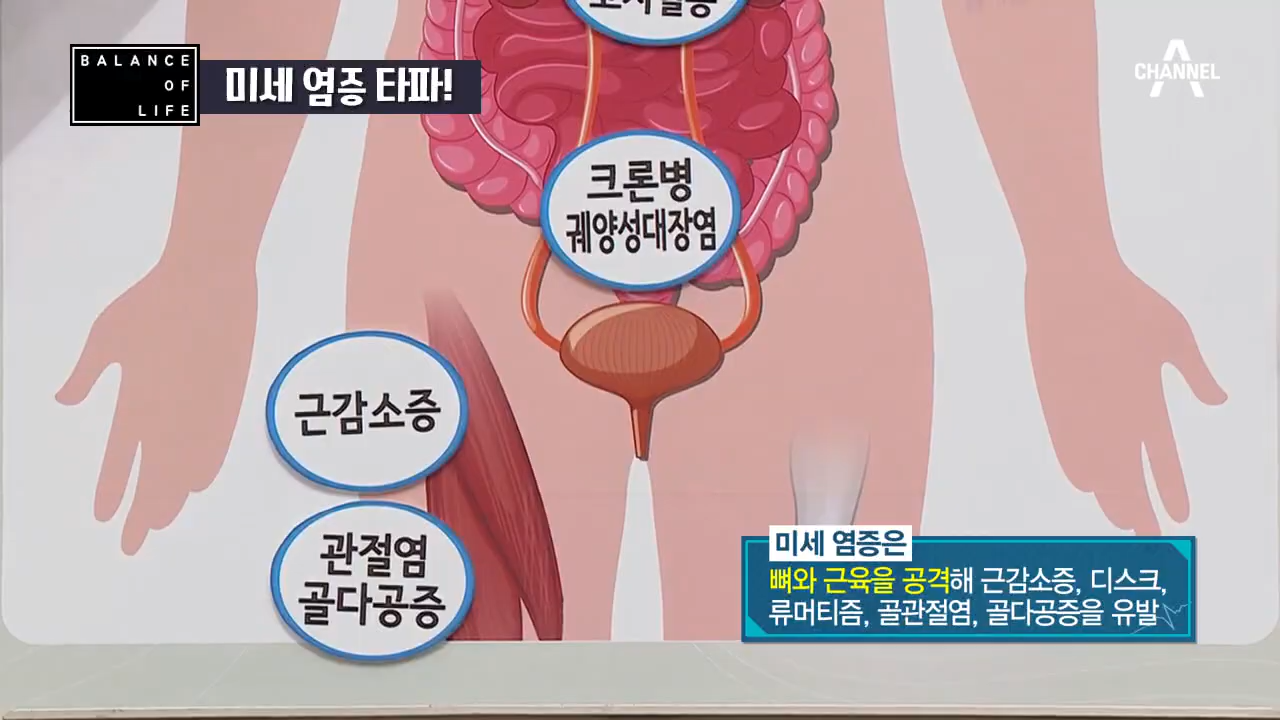 BALANCE
OF
LIFE
미세 염증 타파!
CHANNEL A
크론병
궤양성대장염
근감소증
관절염
골다공증
미세 염증은
뼈와 근육을 공격해 근감소증, 디스크,
류머티즘, 골관절염, 골다공증을 유발